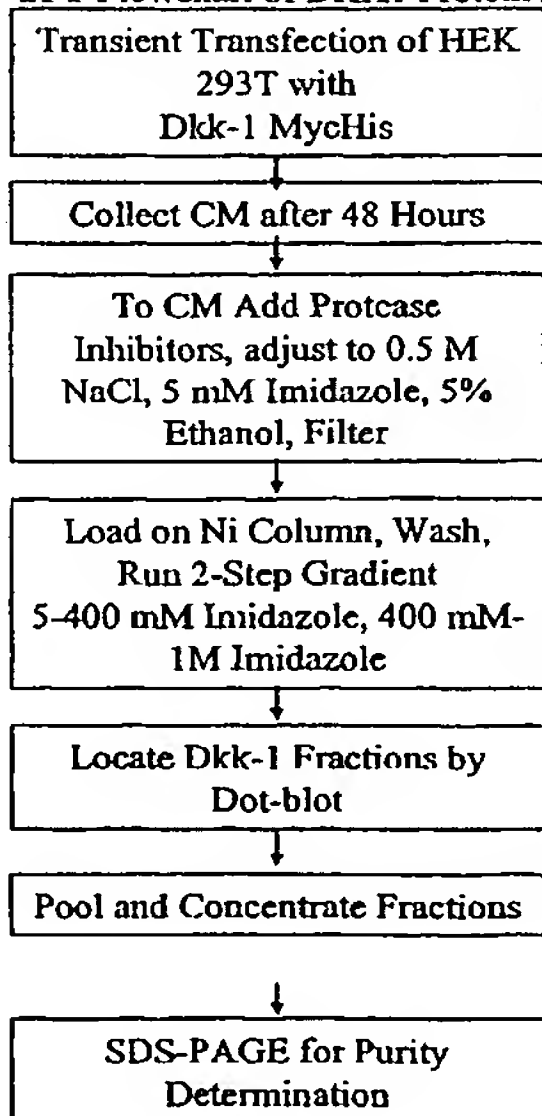 Transient Transfection of HEK
293T with
Dkk-1 MycHis
Collect CM after 48 Hours
To CM Add Protease
Inhibitors, adjust to 0.5 M
NaCl, 5 mM Imidazole, 5%
Ethanol, Filter
Load on Ni Column, Wash,
Run 2-Step Gradient
5-400 mM Imidazole, 400 mM-
1M Imidazole
Locate Dkk-1 Fractions by
Dot-blot
Pool and Concentrate Fractions
SDS-PAGE for Purity
Determination